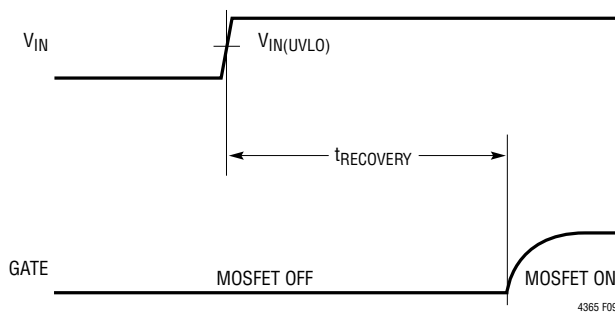 VIN
VIN(UVLO)
tRECOVERY
GATE
MOSFET OFF
MOSFET ON
4365 F09